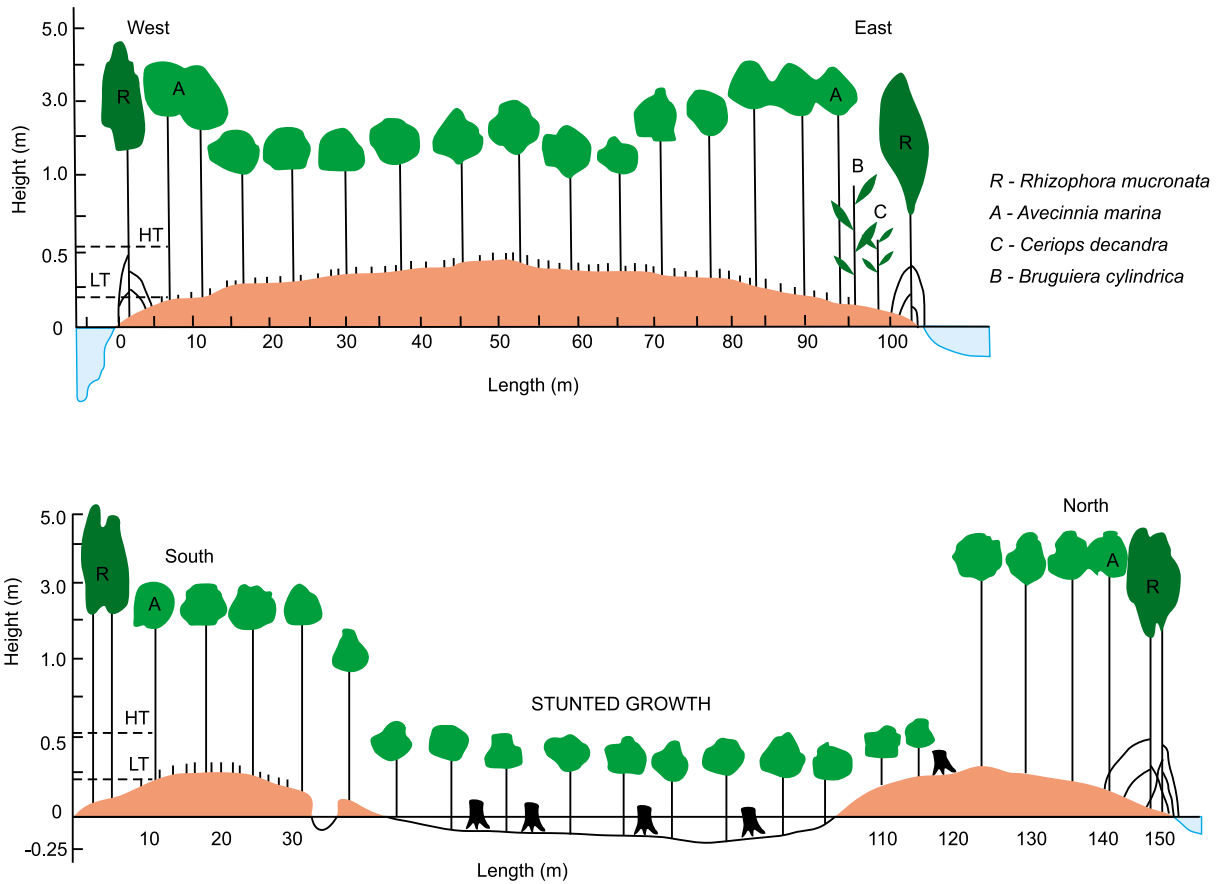 West
East
5.0
3.0
1.0
0.5
0
Height (m)
R
A
HT
LT
A
B
C
R
R - Rhizophora mucronata
A - Avecinnia marina
C - Ceriops decandra
B - Bruguiera cylindrica
0 10 20 30 40 50 60 70 80 90 100
Length (m)
South
North
5.0
3.0
1.0
0.5
0
-0.25
Height (m)
R
A
HT
LT
STUNTED GROWTH
A
R
10 20 30 110 120 130 140 150
Length (m)